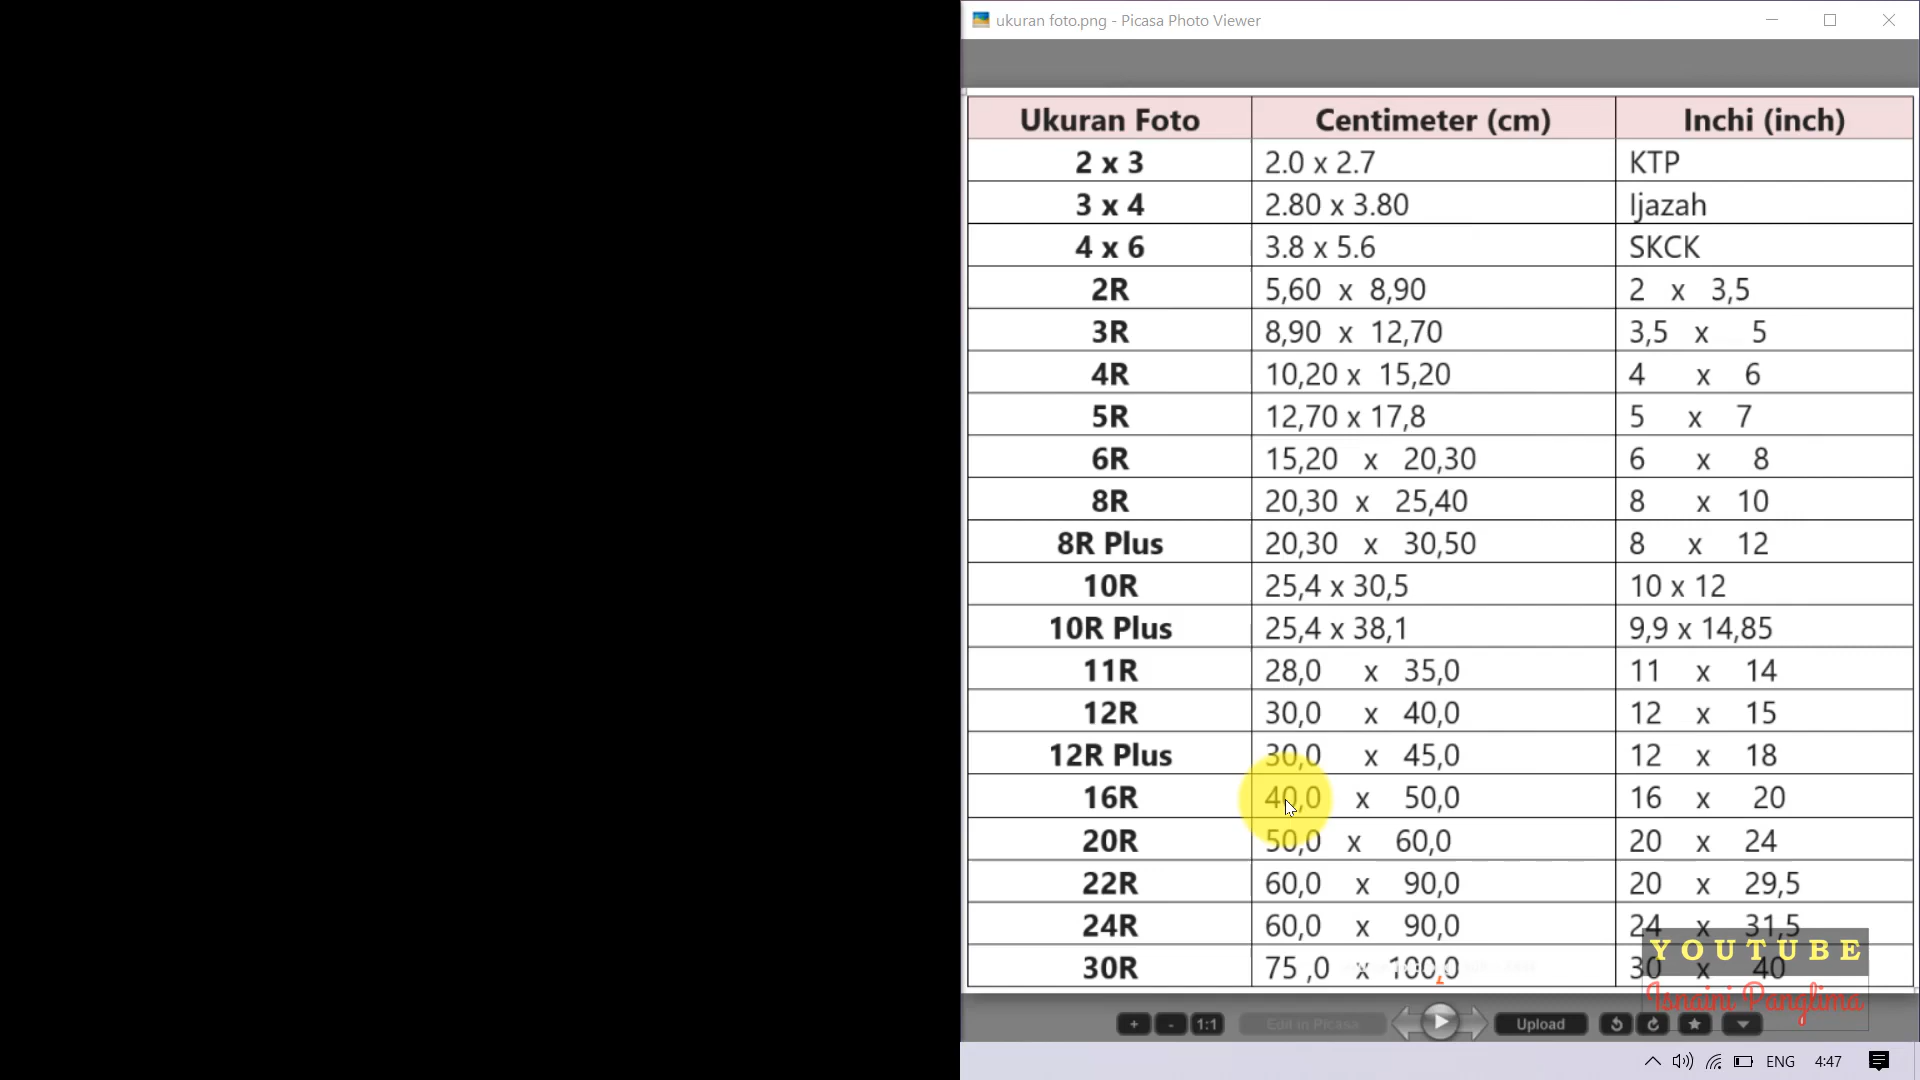 ukuran foto.png - Picasa Photo Viewer
Ukuran Foto Centimeter (cm) Inchi (inch)
2 x 3 2.0 x 2.7 KTP
3 x 4 2.80 x 3.80 Ijazah
4 x 6 3.8 x 5.6 SKCK
2R 5,60 x 8,90 2 x 3,5
3R 8,90 x 12,70 3,5 x 5
4R 10,20 x 15,20 4 x 6
5R 12,70 x 17,8 5 x 7
6R 15,20 x 20,30 6 x 8
8R 20,30 x 25,40 8 x 10
8R Plus 20,30 x 30,50 8 x 12
10R 25,4 x 30,5 10 x 12
10R Plus 25,4 x 38,1 9,9 x 14,85
11R 28,0 x 35,0 11 x 14
12R 30,0 x 40,0 12 x 15
12R Plus 30,0 x 45,0 12 x 18
16R 40,0 x 50,0 16 x 20
20R 50,0 x 60,0 20 x 24
22R 60,0 x 90,0 20 x 29,5
24R 60,0 x 90,0 24 x 31,5
30R 75 ,0 x 100,0 30 x 40
YOUTUBE
Isnaini Panglima
+ - 1:1 Edit in Picasa Upload
ENG 4:47